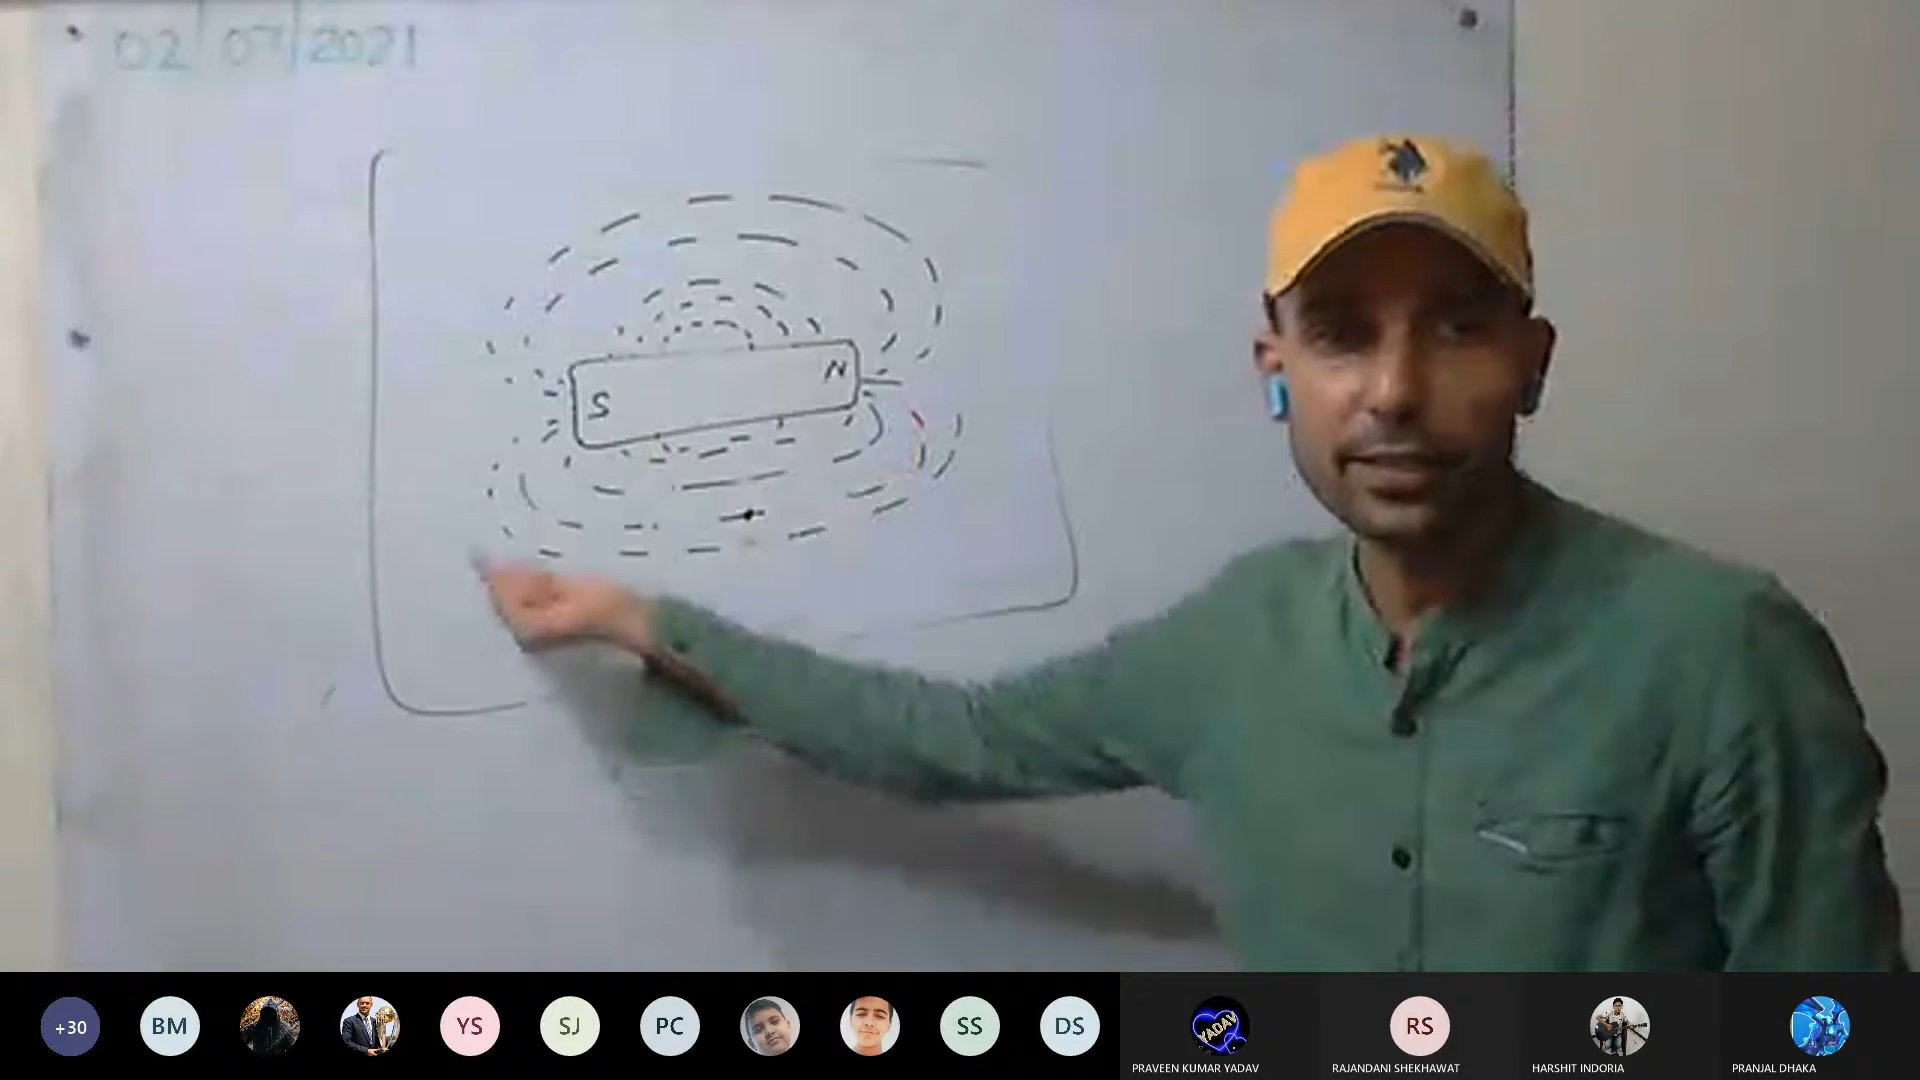 02/07/2021
N
S
+30
BM
YS
SJ
PC
SS
DS
YADAV
RS
PRAVEEN KUMAR YADAV
RAJANDANI SHEKHAWAT
HARSHIT INDORIA
PRANJAL DHAKA